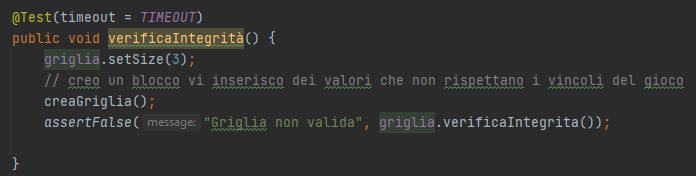 @Test(timeout = TIMEOUT)
public void verificaIntegrità() {
griglia.setSize(3);
// creo un blocco vi inserisco dei valori che non rispettano i vincoli del gioco
creaGriglia();
assertFalse( message: "Griglia non valida", griglia.verificaIntegrita());
}